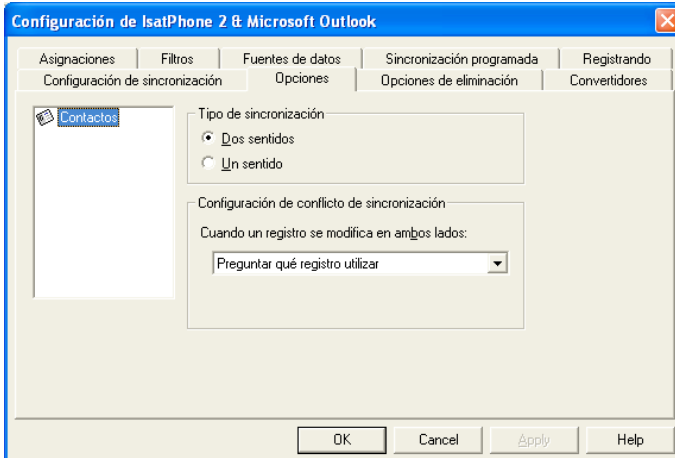 Configuración de IsatPhone 2 & Microsoft Outlook
Asignaciones Filtros Fuentes de datos Sincronización programada Registrando
Configuración de sincronización Opciones Opciones de eliminación Convertidores
Contactos
Tipo de sincronización
Dos sentidos
Un sentido
Configuración de conflicto de sincronización
Cuando un registro se modifica en ambos lados:
Preguntar qué registro utilizar
OK Cancel Apply Help